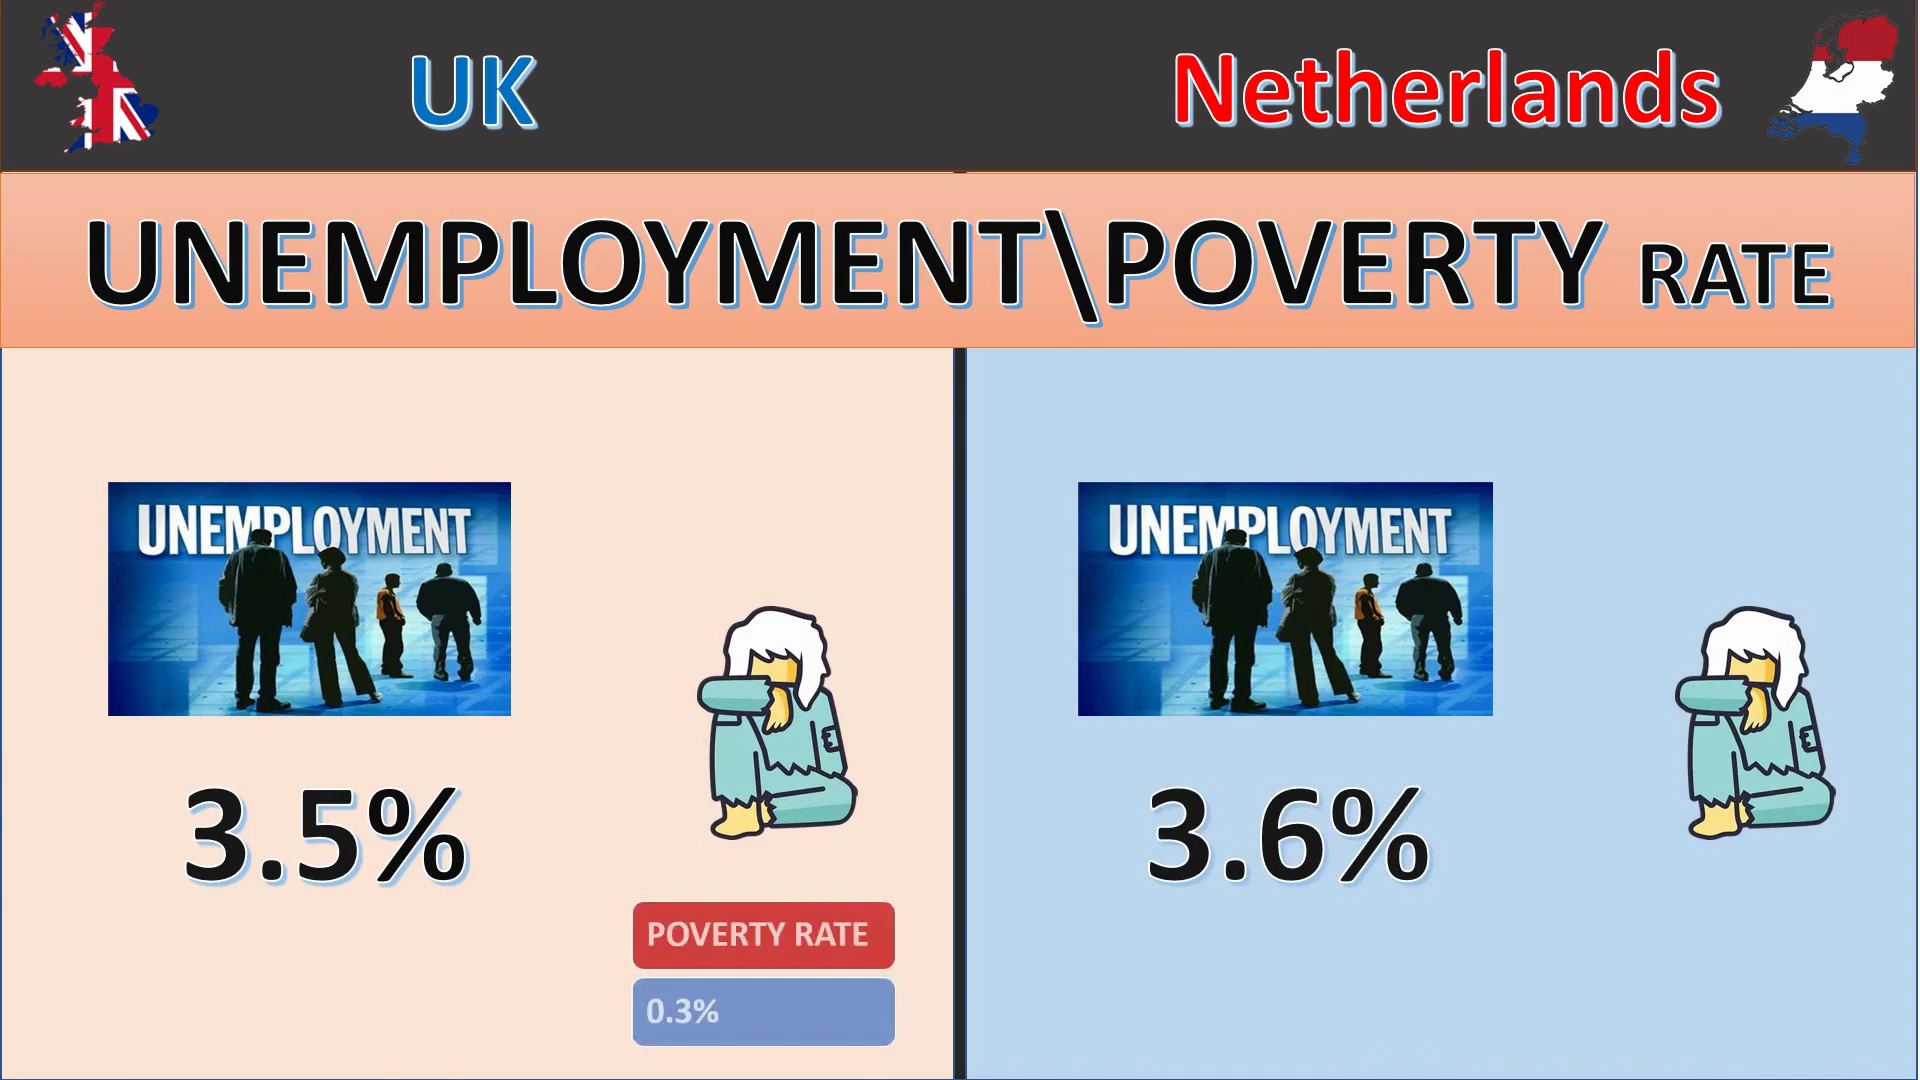 UK
Netherlands
UNEMPLOYMENT\POVERTY RATE
UNEMPLOYMENT
UNEMPLOYMENT
3.5%
3.6%
POVERTY RATE
0.3%